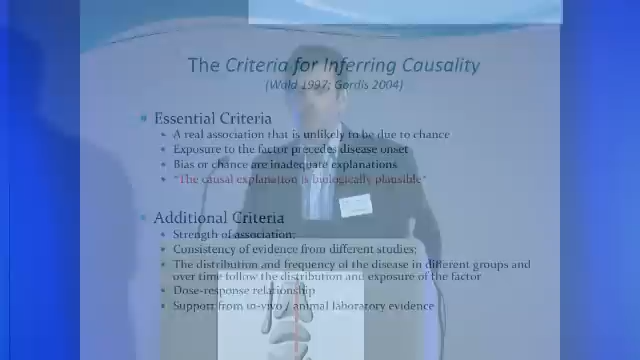 The Criteria for Inferring Causality
(Wald 1997; Gordis 2004)
Essential Criteria
A real association that is unlikely to be due to chance
Exposure to the factor precedes disease onset
Bias or chance are inadequate explanations
"The causal explanation is biologically plausible"
Additional Criteria
Strength of association;
Consistency of evidence from different studies;
The distribution and frequency of the disease in different groups and
over time follow the distribution and exposure of the factor
Dose-response relationship
Support from in-vivo / animal laboratory evidence